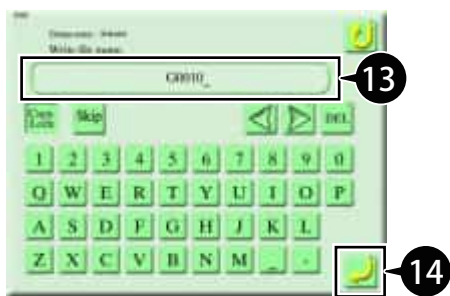 Write file name
G0010_
13
Caps Lock Skip DEL
1 2 3 4 5 6 7 8 9 0
Q W E R T Y U I O P
A S D F G H J K L
Z X C V B N M _ -
14